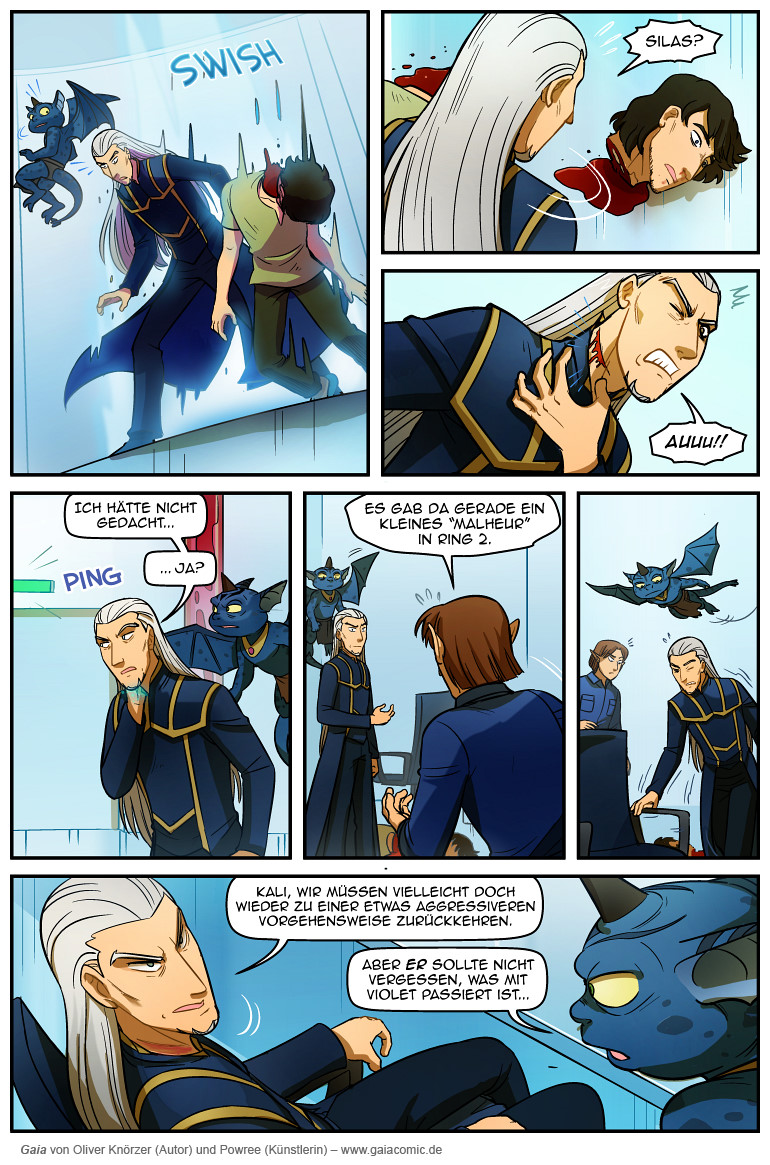 SWISH
SILAS?
AUUU!!
ICH HÄTTE NICHT
GEDACHT...
... JA?
PING
ES GAB DA GERADE EIN
KLEINES "MALHEUR"
IN RING 2.
KALI, WIR MÜSSEN VIELLEICHT DOCH
WIEDER ZU EINER ETWAS AGGRESSIVEREN
VORGEHENSWEISE ZURÜCKKEHREN.
ABER ER SOLLTE NICHT
VERGESSEN, WAS MIT
VIOLET PASSIERT IST...
Gaia von Oliver Knörzer (Autor) und Powree (Künstlerin) – www.gaiacomic.de